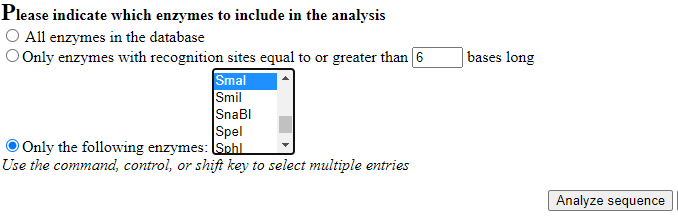 Please indicate which enzymes to include in the analysis
All enzymes in the database
Only enzymes with recognition sites equal to or greater than 6 bases long
SmaI
SmiI
SnaBI
SpeI
Only the following enzymes: SphI
Use the command, control, or shift key to select multiple entries
Analyze sequence